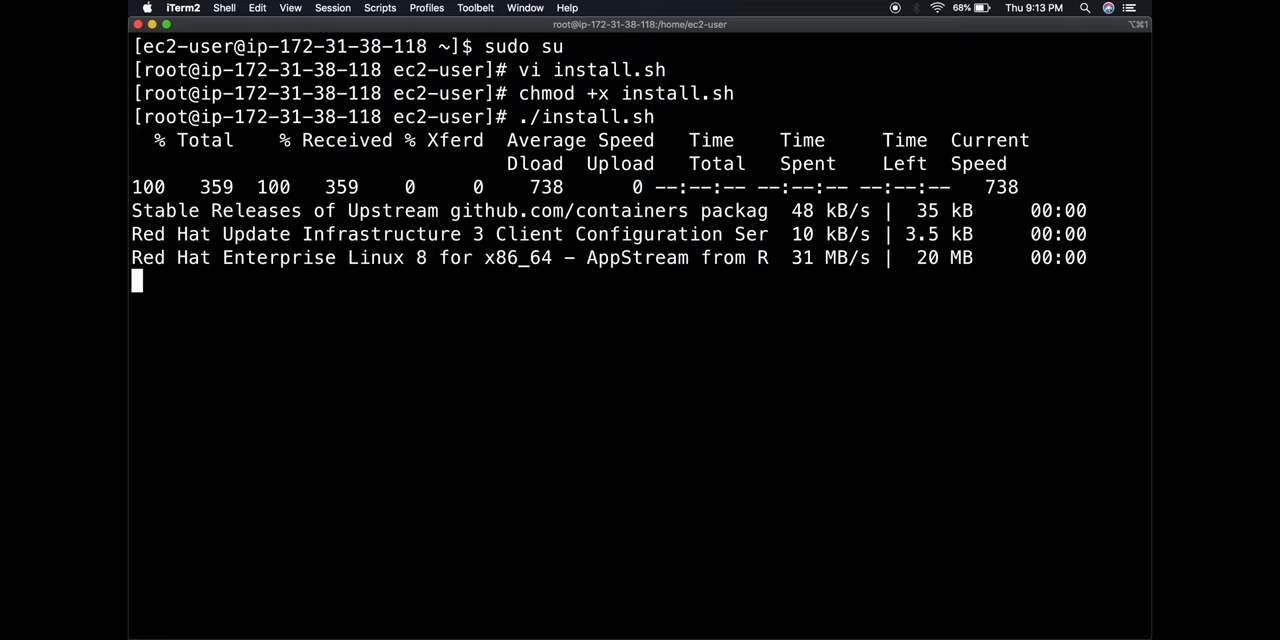 iTerm2 Shell Edit View Session Scripts Profiles Toolbelt Window Help 68% Thu 9:13 PM
root@ip-172-31-38-118:/home/ec2-user ⌥⌘1
[ec2-user@ip-172-31-38-118 ~]$ sudo su
[root@ip-172-31-38-118 ec2-user]# vi install.sh
[root@ip-172-31-38-118 ec2-user]# chmod +x install.sh
[root@ip-172-31-38-118 ec2-user]# ./install.sh
% Total % Received % Xferd Average Speed Time Time Time Current
Dload Upload Total Spent Left Speed
100 359 100 359 0 0 738 0 --:--:-- --:--:-- --:--:-- 738
Stable Releases of Upstream github.com/containers packag 48 kB/s | 35 kB 00:00
Red Hat Update Infrastructure 3 Client Configuration Ser 10 kB/s | 3.5 kB 00:00
Red Hat Enterprise Linux 8 for x86_64 - AppStream from R 31 MB/s | 20 MB 00:00